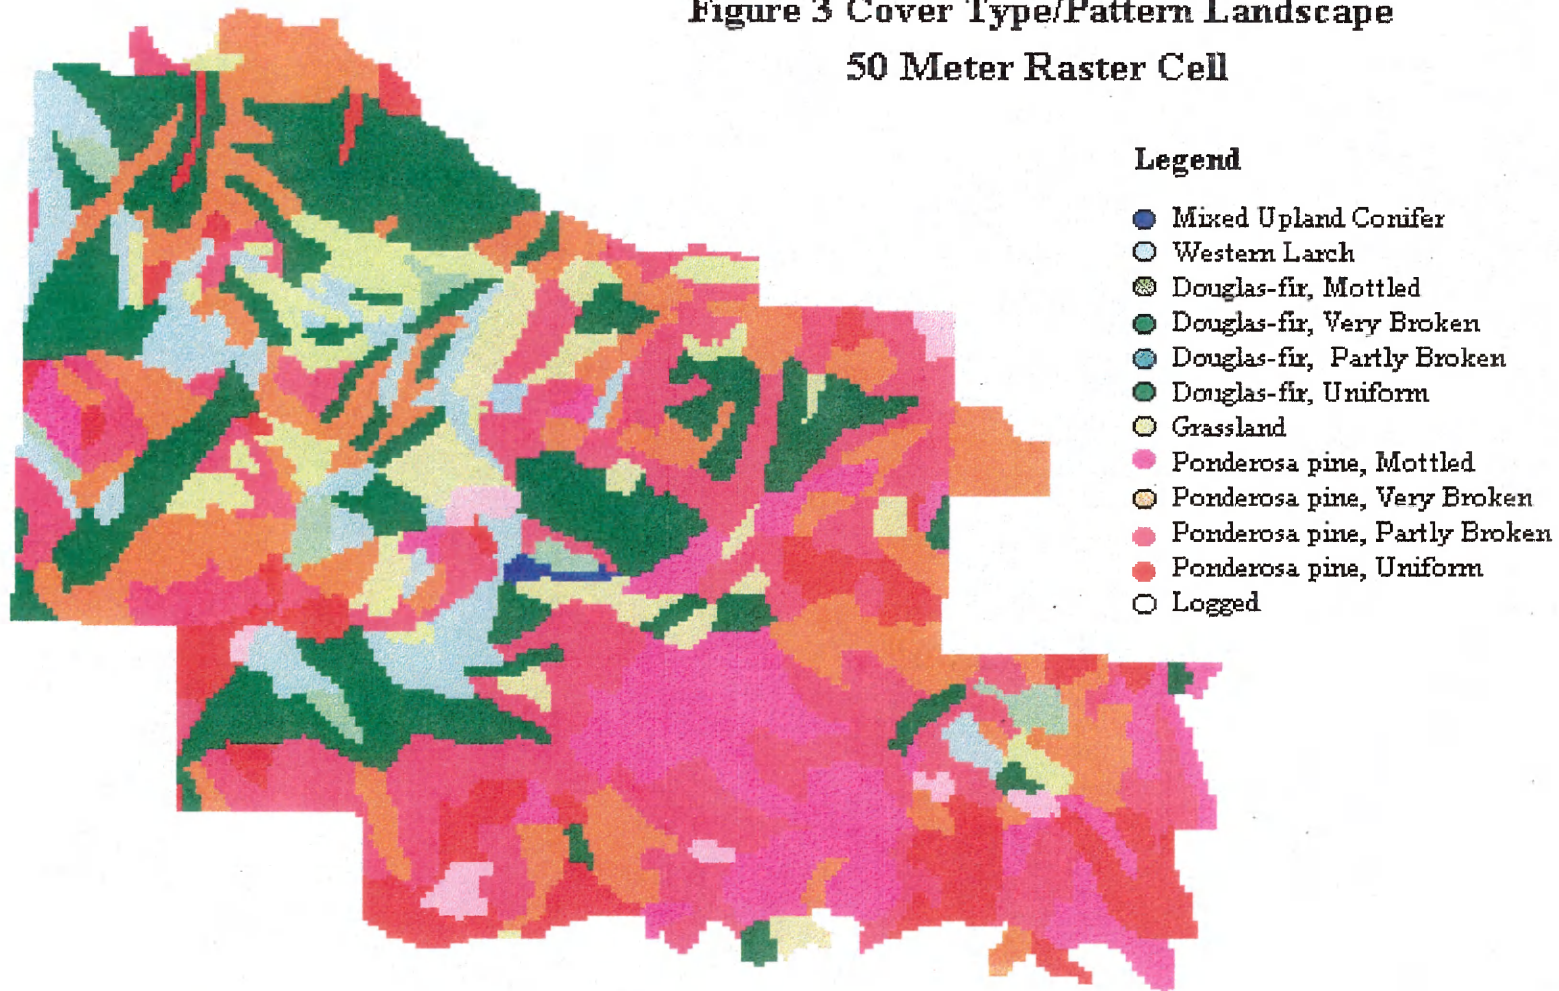 Figure 3 Cover Type/Pattern Landscape
50 Meter Raster Cell
Legend
Mixed Upland Conifer
Western Larch
Douglas-fir, Mottled
Douglas-fir, Very Broken
Douglas-fir, Partly Broken
Douglas-fir, Uniform
Grassland
Ponderosa pine, Mottled
Ponderosa pine, Very Broken
Ponderosa pine, Partly Broken
Ponderosa pine, Uniform
Logged